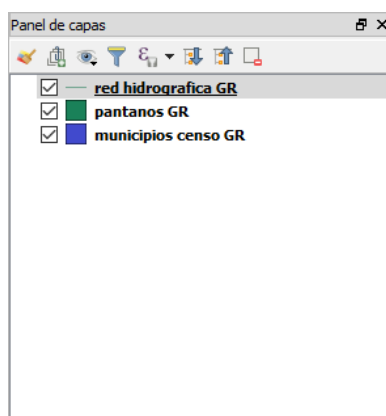 Panel de capas
red hidrografica GR
pantanos GR
municipios censo GR